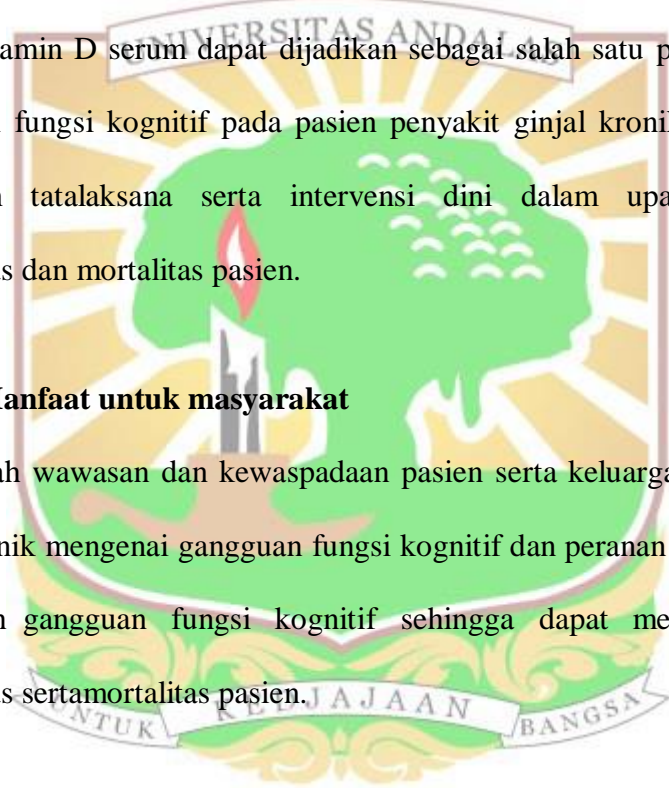 UNIVERSITAS ANDALAS
amin D serum dapat dijadikan sebagai salah satu p
fungsi kognitif pada pasien penyakit ginjal kroni
tatalaksana serta intervensi dini dalam upa
s dan mortalitas pasien.
anfaat untuk masyarakat
ah wawasan dan kewaspadaan pasien serta keluarga
nik mengenai gangguan fungsi kognitif dan peranan
gangguan fungsi kognitif sehingga dapat me
s sertamortalitas pasien.
UNTUK KEDJAJAAN BANGSA